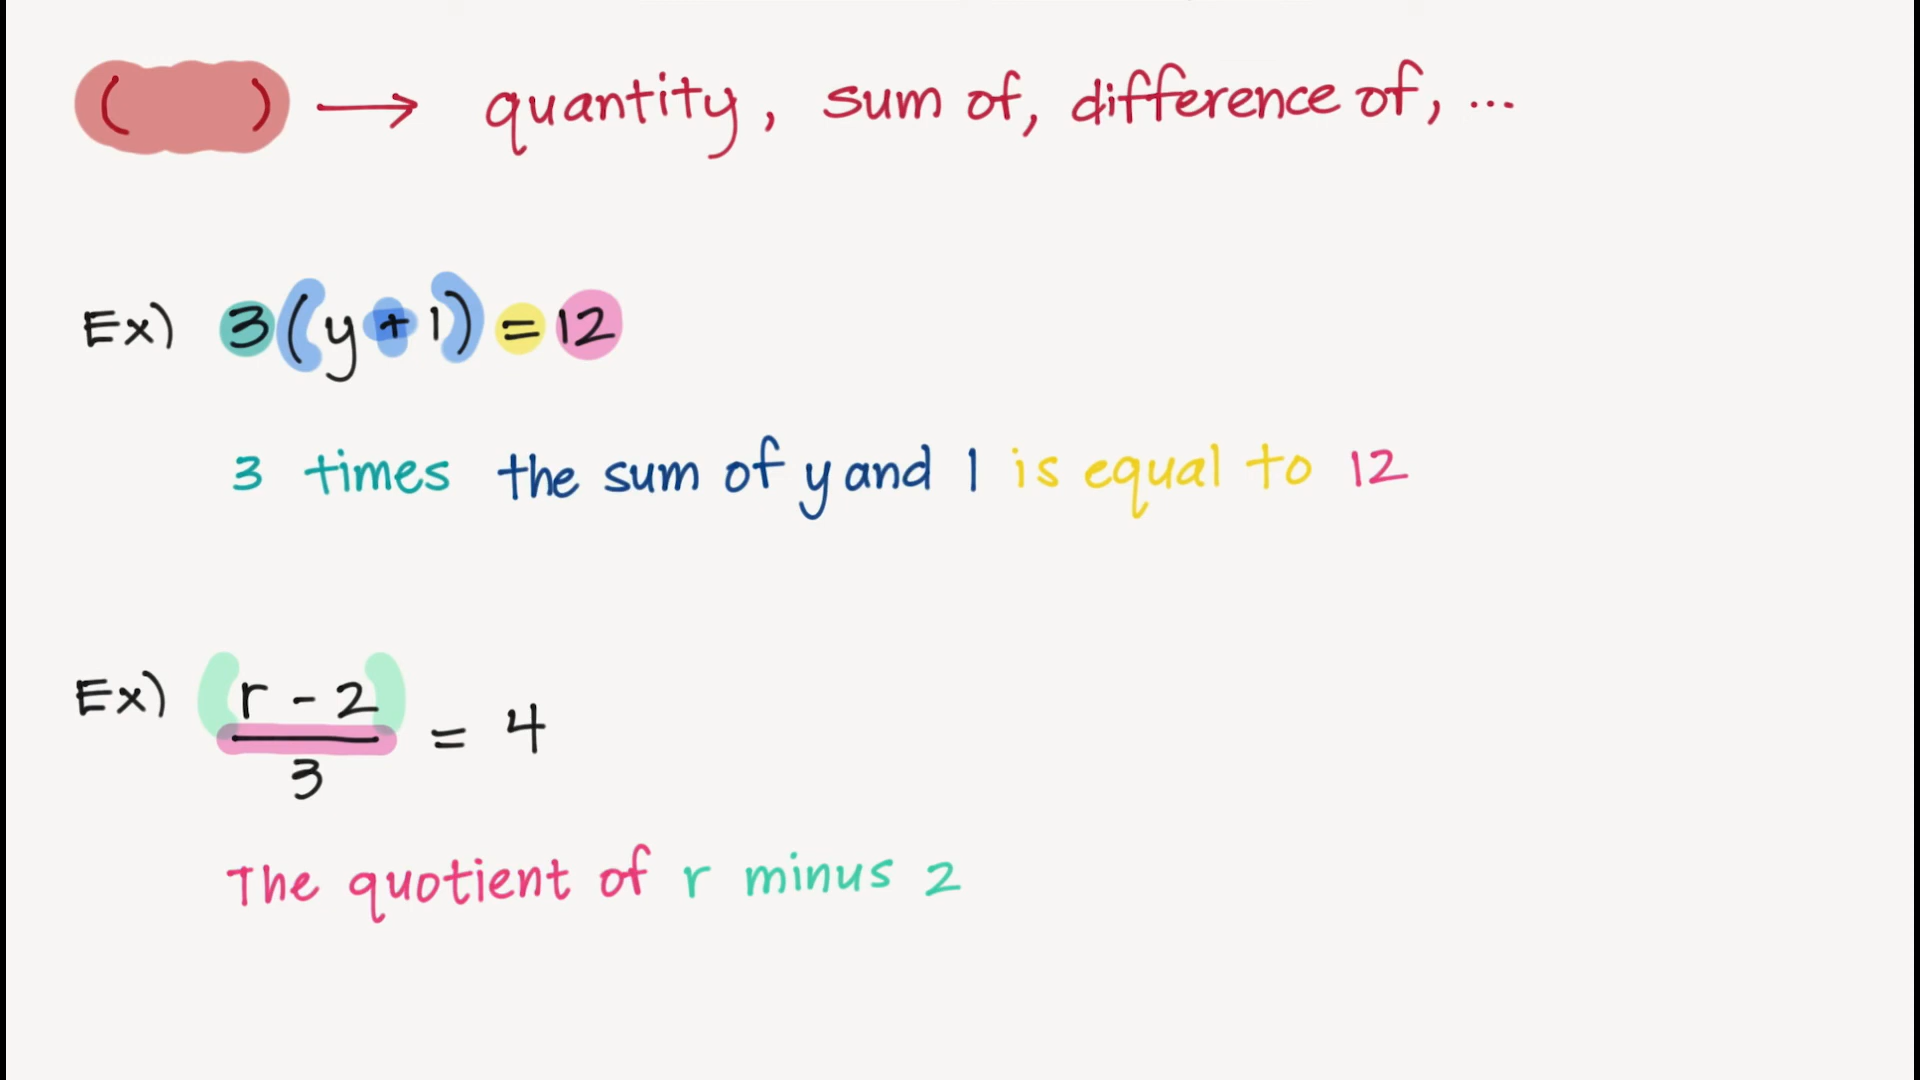 ( ) → quantity, sum of, difference of, ...
Ex) 3(y+1) = 12
3 times the sum of y and 1 is equal to 12
Ex) r - 2
3
= 4
The quotient of r minus 2